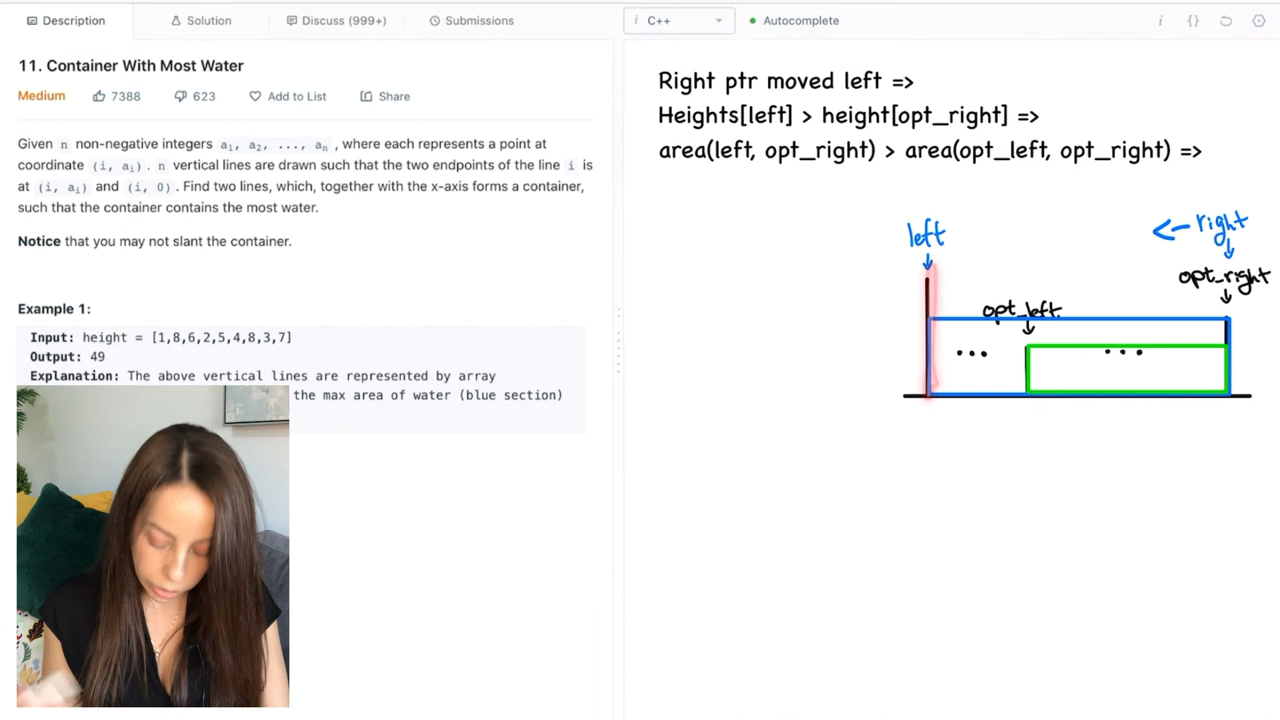 Description
Solution
Discuss (999+)
Submissions
i C++
Autocomplete
i {}
11. Container With Most Water
Medium 7388 623 Add to List Share
Given n non-negative integers a₁, a₂, ..., aₙ , where each represents a point at
coordinate (i, aᵢ) . n vertical lines are drawn such that the two endpoints of the line i is
at (i, aᵢ) and (i, 0) . Find two lines, which, together with the x-axis forms a container,
such that the container contains the most water.
Notice that you may not slant the container.
Example 1:
Input: height = [1,8,6,2,5,4,8,3,7]
Output: 49
Explanation: The above vertical lines are represented by array
the max area of water (blue section)
Right ptr moved left =>
Heights[left] > height[opt_right] =>
area(left, opt_right) > area(opt_left, opt_right) =>
left
← right
opt_right
opt_left
...
...